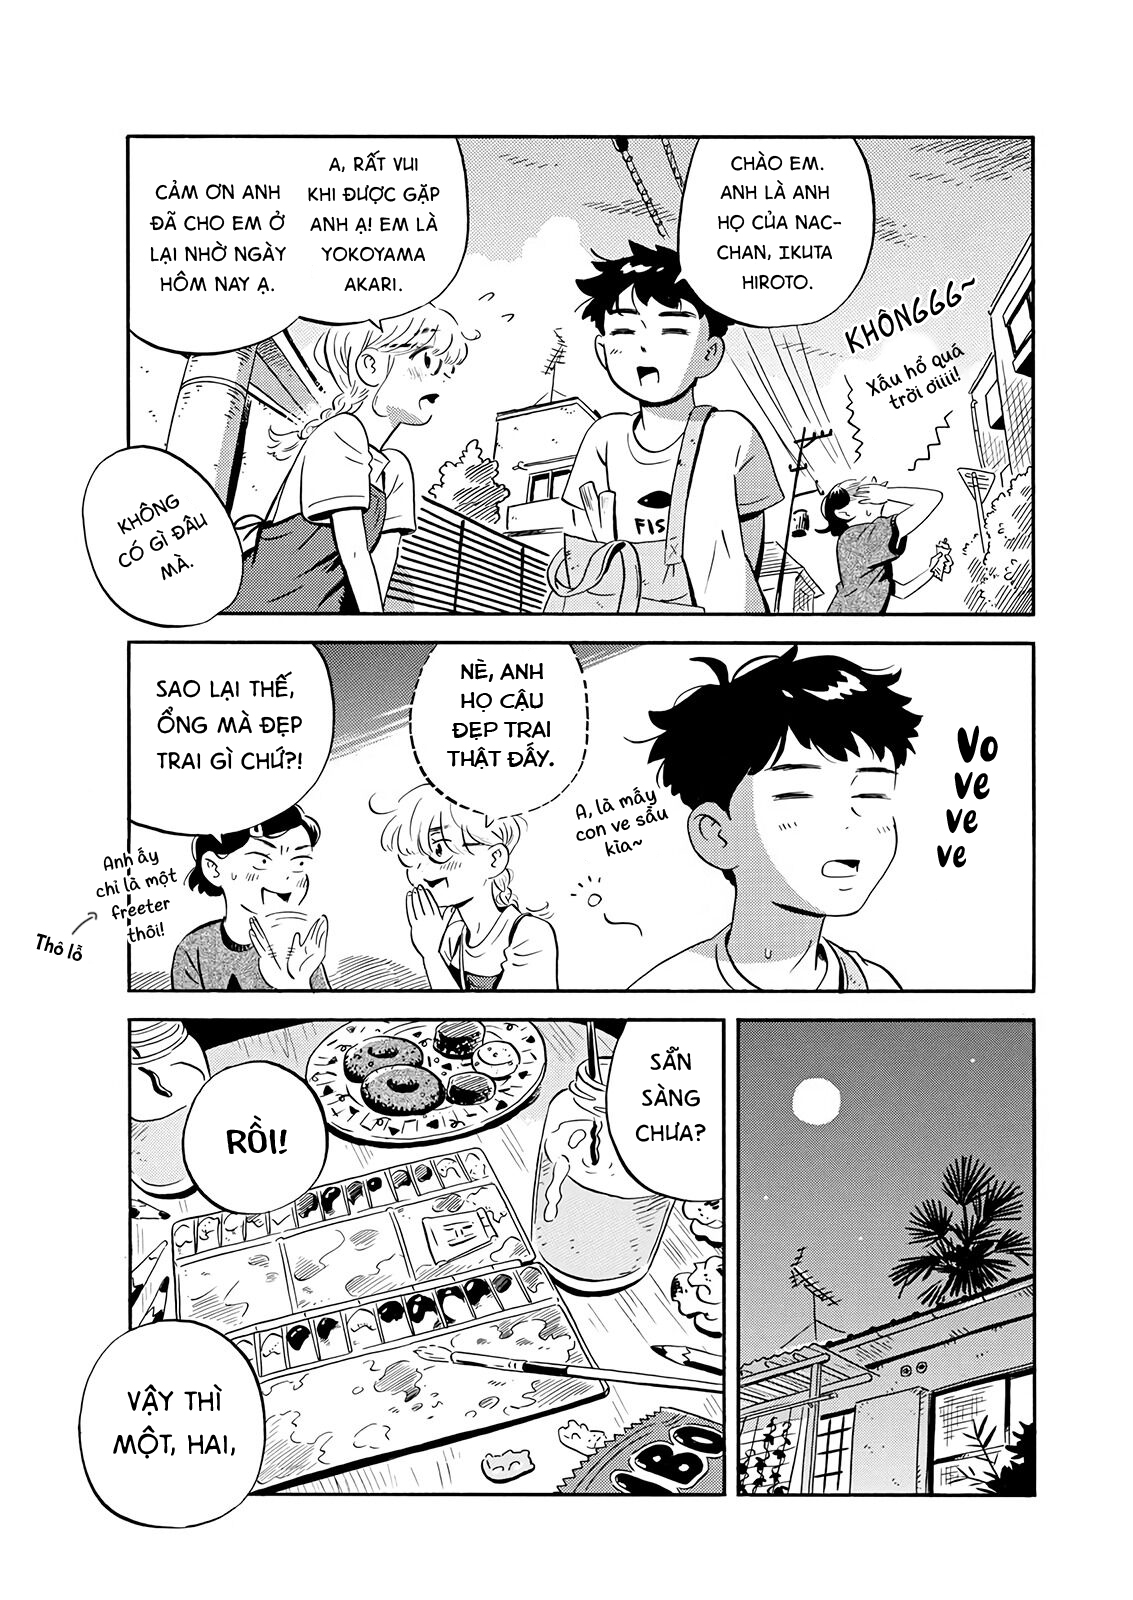 CHÀO EM.
ANH LÀ ANH
HỌ CỦA NAC-
CHAN, IKUTA
HIROTO.
KHÔNGGG~
Xấu hổ quá
trời ơiiii!
A, RẤT VUI
KHI ĐƯỢC GẶP
ANH Ạ! EM LÀ
YOKOYAMA
AKARI.
CẢM ƠN ANH
ĐÃ CHO EM Ở
LẠI NHỜ NGÀY
HÔM NAY Ạ.
FIS
KHÔNG
CÓ GÌ ĐÂU
MÀ.
Vo
ve
ve
ve
A, là mấy
con ve sầu
kìa~
NÈ, ANH
HỌ CẬU
ĐẸP TRAI
THẬT ĐẤY.
SAO LẠI THẾ,
ỔNG MÀ ĐẸP
TRAI GÌ CHỨ?!
Anh ấy
chỉ là một
freeter
thôi!
Thô lỗ
SẴN
SÀNG
CHƯA?
RỒI!
VẬY THÌ
MỘT, HAI,